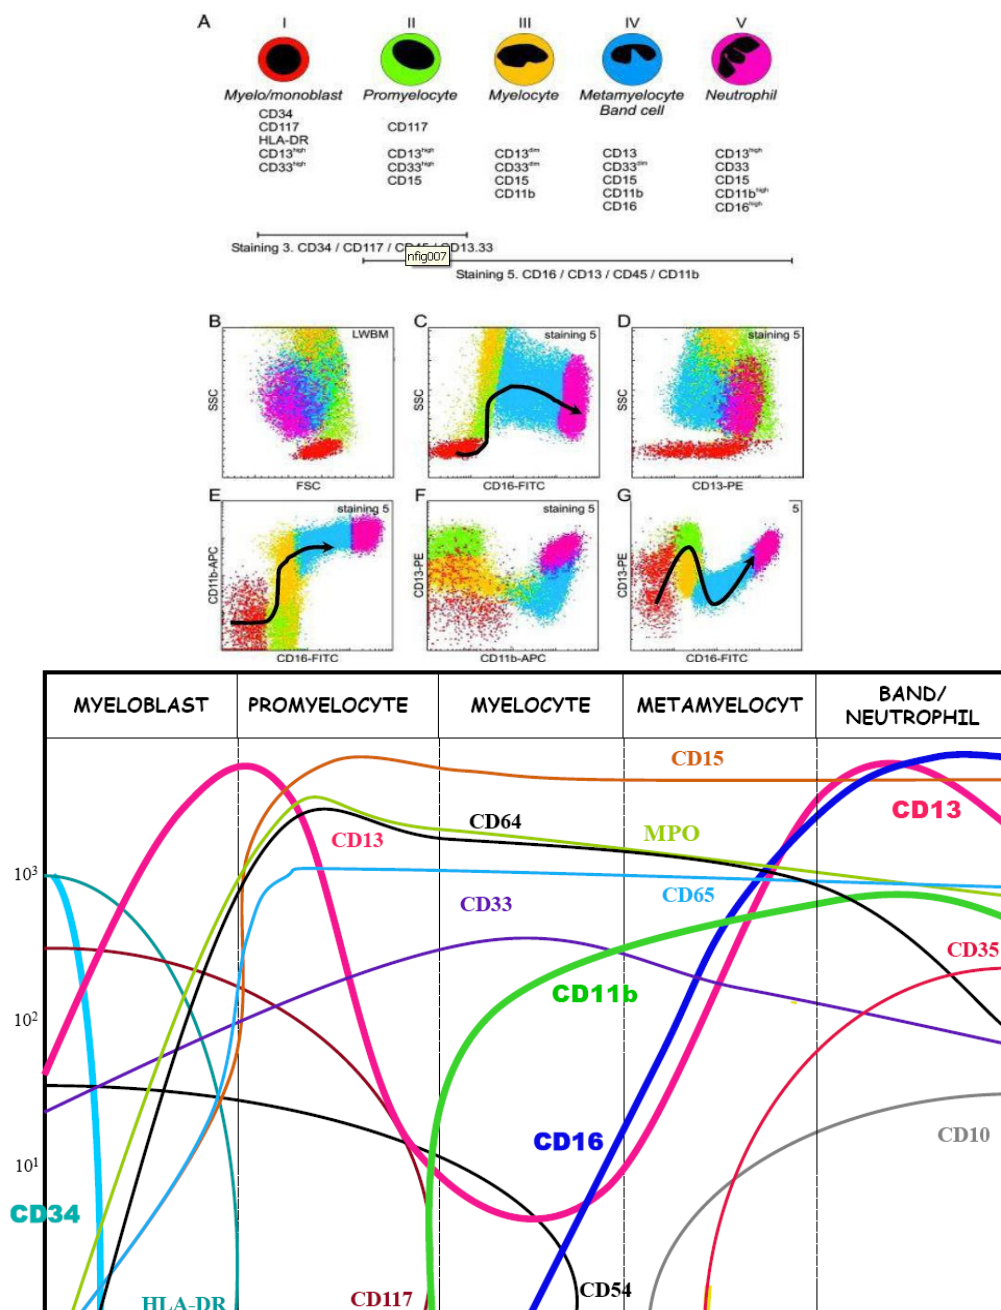 A
I II III IV V
Myelo/monoblast Promyelocyte Myelocyte Metamyelocyte Neutrophil
Band cell
CD34
CD117 CD117
HLA-DR
CD13high CD13high CD13dim CD13 CD13high
CD33high CD33high CD33dim CD33dim CD33
CD15 CD15 CD15 CD15
CD11b CD11b CD11bhigh
CD16 CD16high
Staining 3. CD34 / CD117 / CD45 / CD13.33
nfig007
Staining 5. CD16 / CD13 / CD45 / CD11b
B C D
LWBM staining 5 staining 5
SSC SSC SSC
FSC CD16-FITC CD13-PE
E F G
staining 5 staining 5 5
CD11b-APC CD13-PE CD13-PE
CD16-FITC CD11b-APC CD16-FITC
MYELOBLAST PROMYELOCYTE MYELOCYTE METAMYELOCYT BAND/
NEUTROPHIL
CD15
CD13
CD64
MPO
CD13
10³
CD65
CD33
CD35
CD11b
10²
CD16
CD10
10¹
CD34
CD54
CD117
HLA-DR